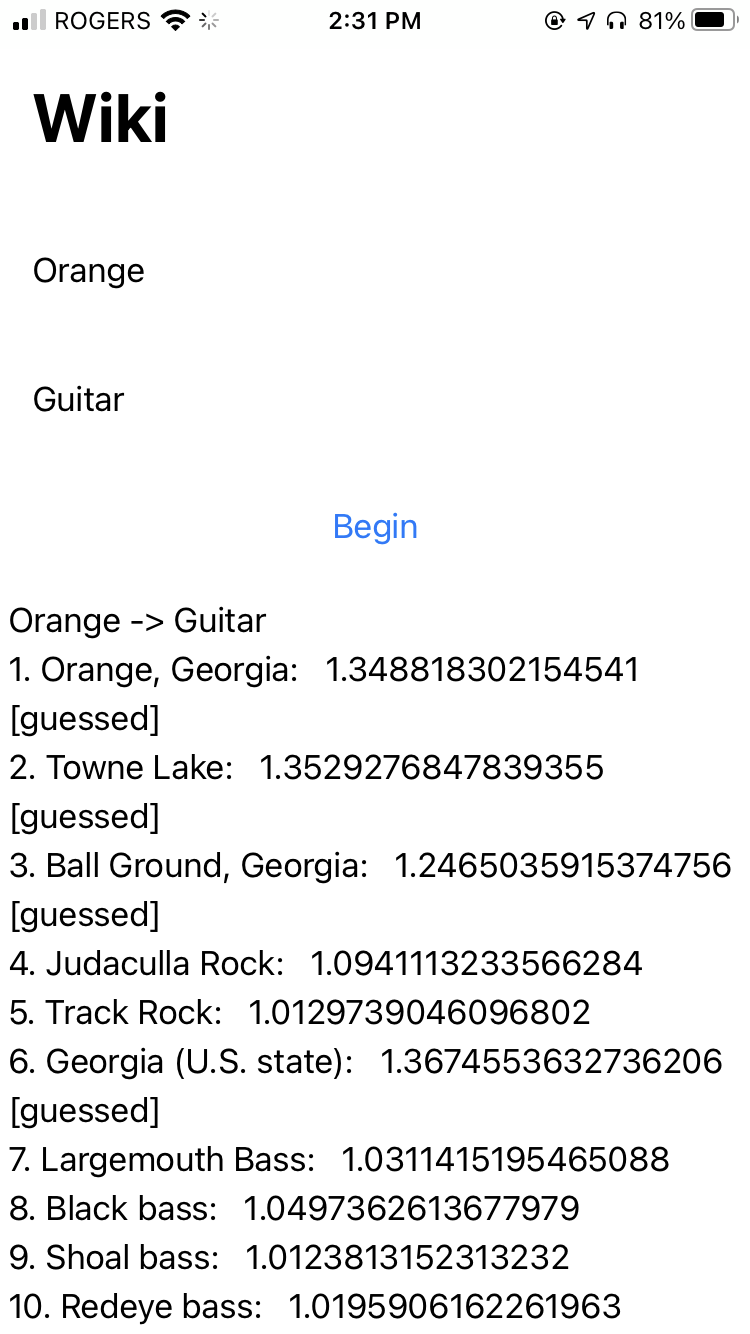 ROGERS 2:31 PM 81%
Wiki
Orange
Guitar
Begin
Orange -> Guitar
1. Orange, Georgia: 1.348818302154541
[guessed]
2. Towne Lake: 1.3529276847839355
[guessed]
3. Ball Ground, Georgia: 1.2465035915374756
[guessed]
4. Judaculla Rock: 1.0941113233566284
5. Track Rock: 1.0129739046096802
6. Georgia (U.S. state): 1.3674553632736206
[guessed]
7. Largemouth Bass: 1.0311415195465088
8. Black bass: 1.0497362613677979
9. Shoal bass: 1.0123813152313232
10. Redeye bass: 1.0195906162261963